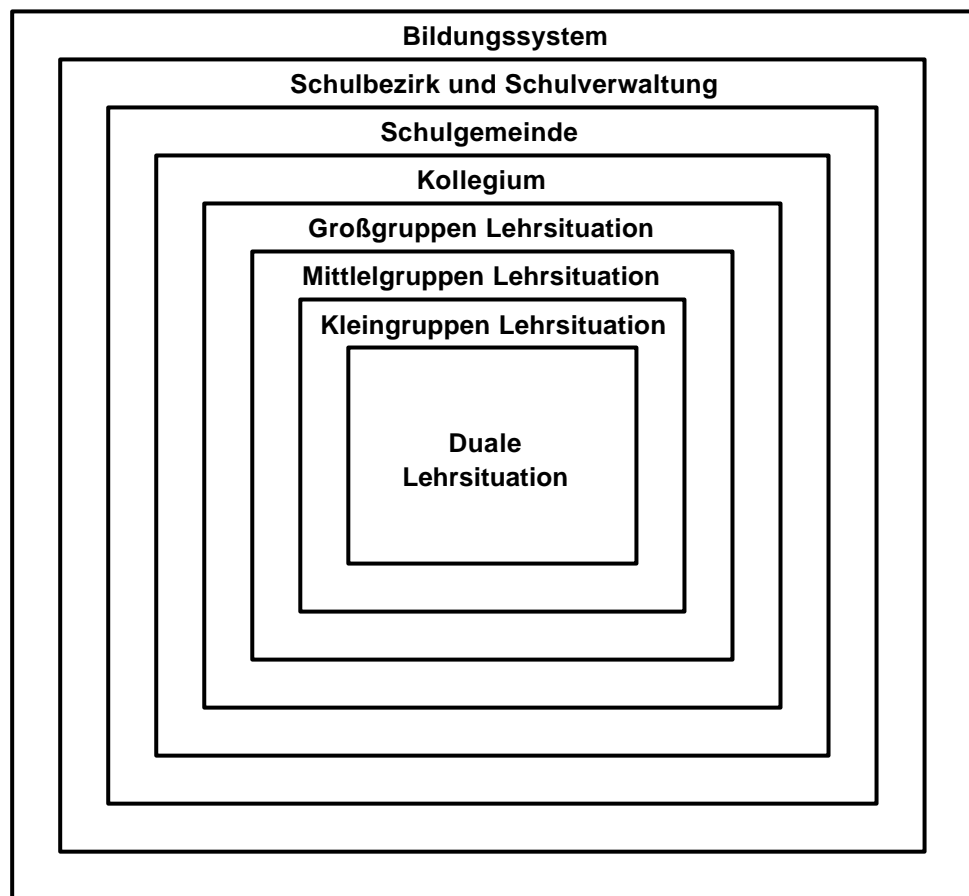 Bildungssystem
Schulbezirk und Schulverwaltung
Schulgemeinde
Kollegium
Großgruppen Lehrsituation
Mittlelgruppen Lehrsituation
Kleingruppen Lehrsituation
Duale
Lehrsituation